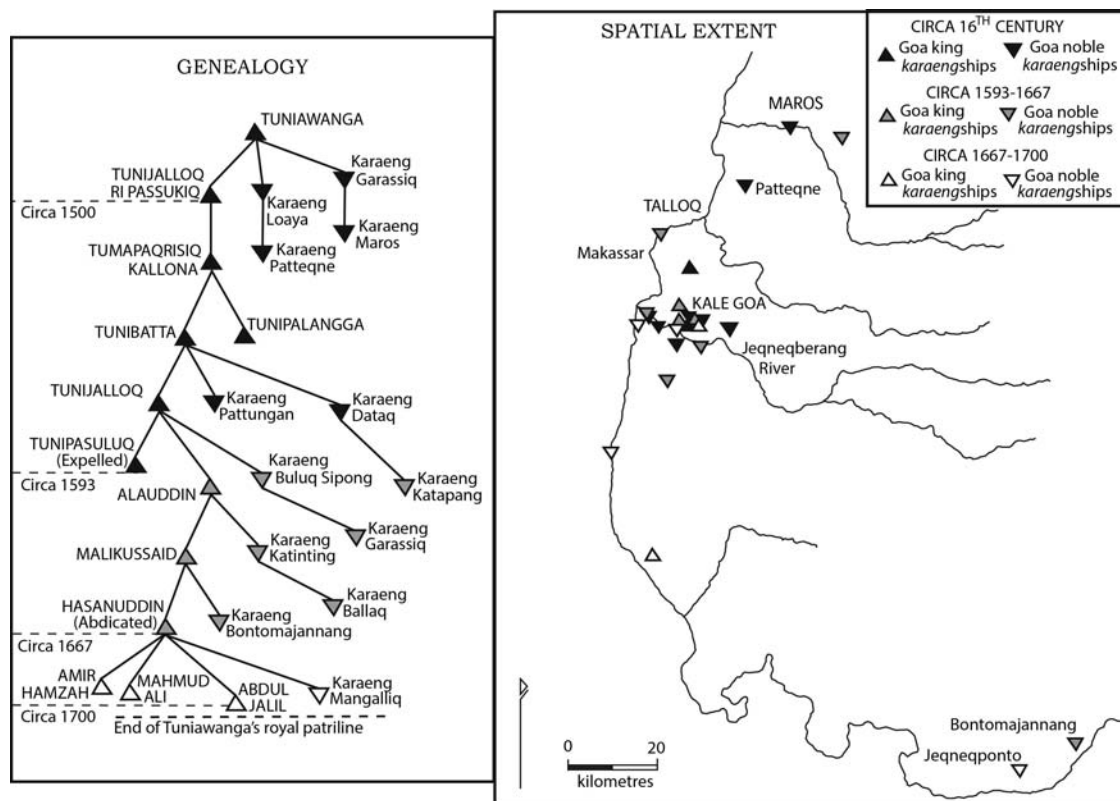 GENEALOGY
TUNIAWANGA
TUNIJALLOQ
RI PASSUKIQ
Karaeng
Garassiq
Circa 1500
Karaeng
Loaya
Karaeng
Maros
TUMAPAQRISIQ
KALLONA
Karaeng
Patteqne
TUNIBATTA
TUNIPALANGGA
TUNIJALLOQ
Karaeng
Pattungan
Karaeng
Dataq
TUNIPASULUQ
(Expelled)
Circa 1593
Karaeng
Buluq Sipong
Karaeng
Katapang
ALAUDDIN
Karaeng
Garassiq
MALIKUSSAID
Karaeng
Katinting
Karaeng
Ballaq
HASANUDDIN
(Abdicated)
Karaeng
Bontomajannang
Circa 1667
AMIR
HAMZAH
MAHMUD
ALI
ABDUL
JALIL
Karaeng
Mangalliq
Circa 1700
End of Tuniawanga's royal patriline
SPATIAL EXTENT
CIRCA 16TH CENTURY
Goa king
karaengships
Goa noble
karaengships
CIRCA 1593-1667
Goa king
karaengships
Goa noble
karaengships
CIRCA 1667-1700
Goa king
karaengships
Goa noble
karaengships
MAROS
Patteqne
TALLOQ
Makassar
KALE GOA
Jeqneqberang
River
Bontomajannang
Jeqneqponto
0 20
kilometres